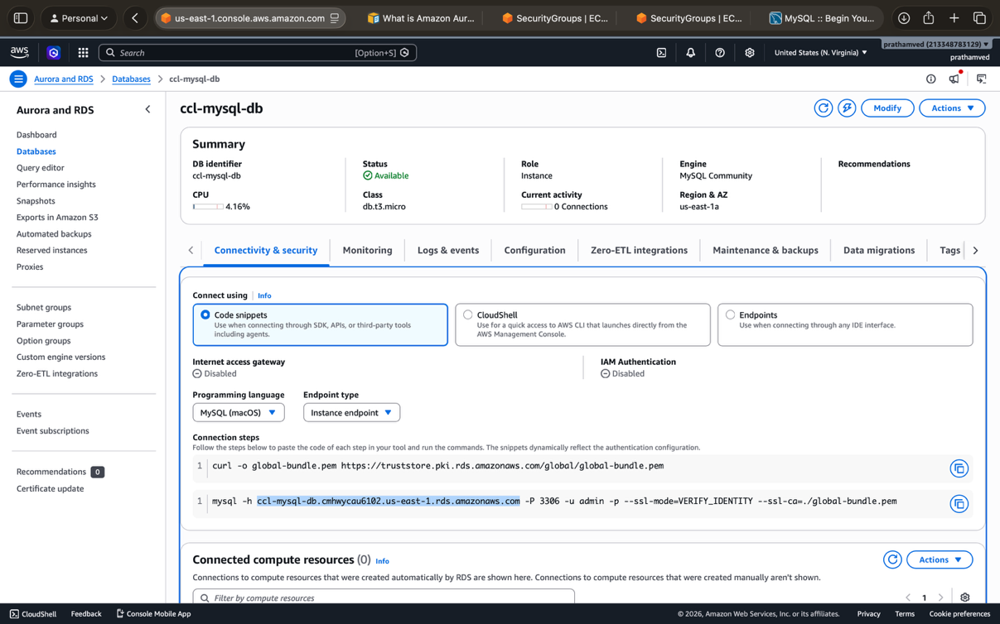 Personal
us-east-1.console.aws.amazon.com
What is Amazon Aur...
SecurityGroups | EC...
SecurityGroups | EC...
MySQL :: Begin You...
aws
Search
[Option+S]
United States (N. Virginia)
prathamved (213348783129)
prathamved
Aurora and RDS
Databases
ccl-mysql-db
Aurora and RDS
Dashboard
Databases
Query editor
Performance insights
Snapshots
Exports in Amazon S3
Automated backups
Reserved instances
Proxies
Subnet groups
Parameter groups
Option groups
Custom engine versions
Zero-ETL integrations
Events
Event subscriptions
Recommendations 0
Certificate update
ccl-mysql-db
Modify
Actions
Summary
DB identifier
ccl-mysql-db
CPU
4.16%
Status
Available
Class
db.t3.micro
Role
Instance
Current activity
0 Connections
Engine
MySQL Community
Region & AZ
us-east-1a
Recommendations
Connectivity & security
Monitoring
Logs & events
Configuration
Zero-ETL integrations
Maintenance & backups
Data migrations
Tags
Connect using
Info
Code snippets
Use when connecting through SDK, APIs, or third-party tools
including agents.
CloudShell
Use for a quick access to AWS CLI that launches directly from the
AWS Management Console.
Endpoints
Use when connecting through any IDE interface.
Internet access gateway
Disabled
IAM Authentication
Disabled
Programming language
MySQL (macOS)
Endpoint type
Instance endpoint
Connection steps
Follow the steps below to paste the code of each step in your tool and run the commands. The snippets dynamically reflect the authentication configuration.
1 curl -o global-bundle.pem https://truststore.pki.rds.amazonaws.com/global/global-bundle.pem
1 mysql -h ccl-mysql-db.cmhwycau6102.us-east-1.rds.amazonaws.com -P 3306 -u admin -p --ssl-mode=VERIFY_IDENTITY --ssl-ca=./global-bundle.pem
Connected compute resources (0)
Info
Actions
Connections to compute resources that were created automatically by RDS are shown here. Connections to compute resources that were created manually aren't shown.
Filter by compute resources
1
CloudShell
Feedback
Console Mobile App
© 2026, Amazon Web Services, Inc. or its affiliates.
Privacy
Terms
Cookie preferences